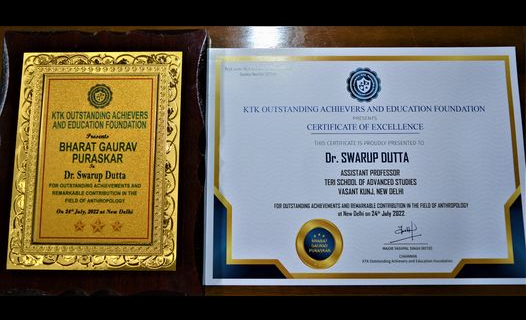 KTK OUTSTANDING ACHIEVERS
AND EDUCATION FOUNDATION
Presents
BHARAT GAURAV
PURASKAR
To
Dr. Swarup Dutta
FOR OUTSTANDING ACHIEVEMENTS AND
REMARKABLE CONTRIBUTION IN THE
FIELD OF ANTHROPOLOGY
On 24th July, 2022 at New Delhi
KTK OUTSTANDING ACHIEVERS AND EDUCATION FOUNDATION
PRESENTS
CERTIFICATE OF EXCELLENCE
THIS CERTIFICATE IS PROUDLY PRESENTED TO
Dr. SWARUP DUTTA
ASSISTANT PROFESSOR
TERI SCHOOL OF ADVANCED STUDIES
VASANT KUNJ, NEW DELHI
FOR OUTSTANDING ACHIEVEMENTS AND REMARKABLE CONTRIBUTION IN THE FIELD OF ANTHROPOLOGY
at New Delhi on 24th July 2022
BHARAT
GAURAV
PURASKAR
CHAIRMAN
KTK Outstanding Achievers and Education Foundation